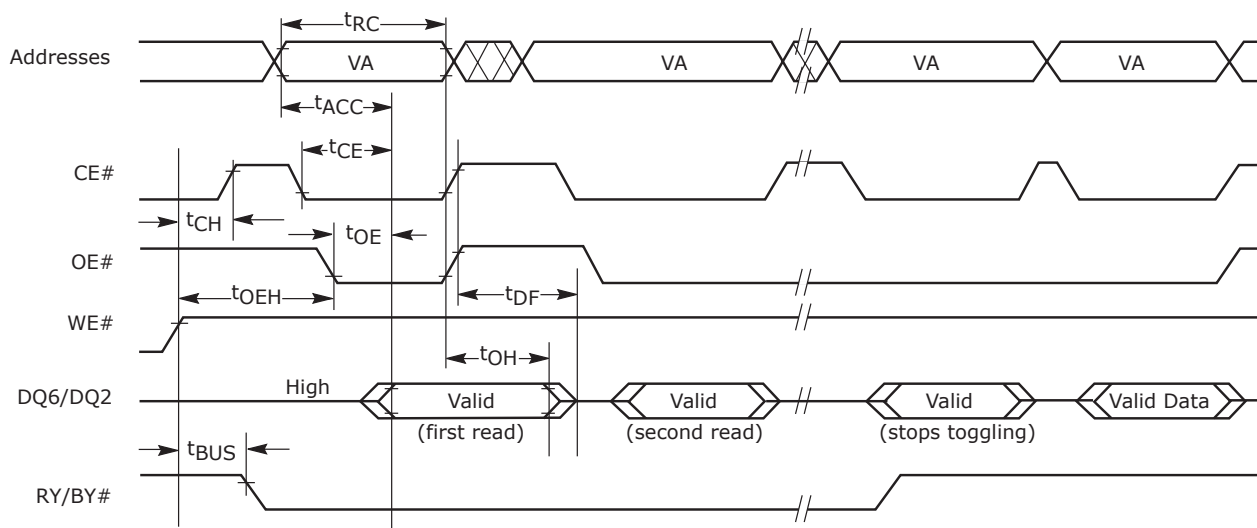 tRC
Addresses VA VA VA VA
tACC
tCE
CE#
tCH tOE
OE#
tOEH tDF
WE#
tOH
DQ6/DQ2 High Valid Valid Valid Valid Data
(first read) (second read) (stops toggling)
tBUS
RY/BY#